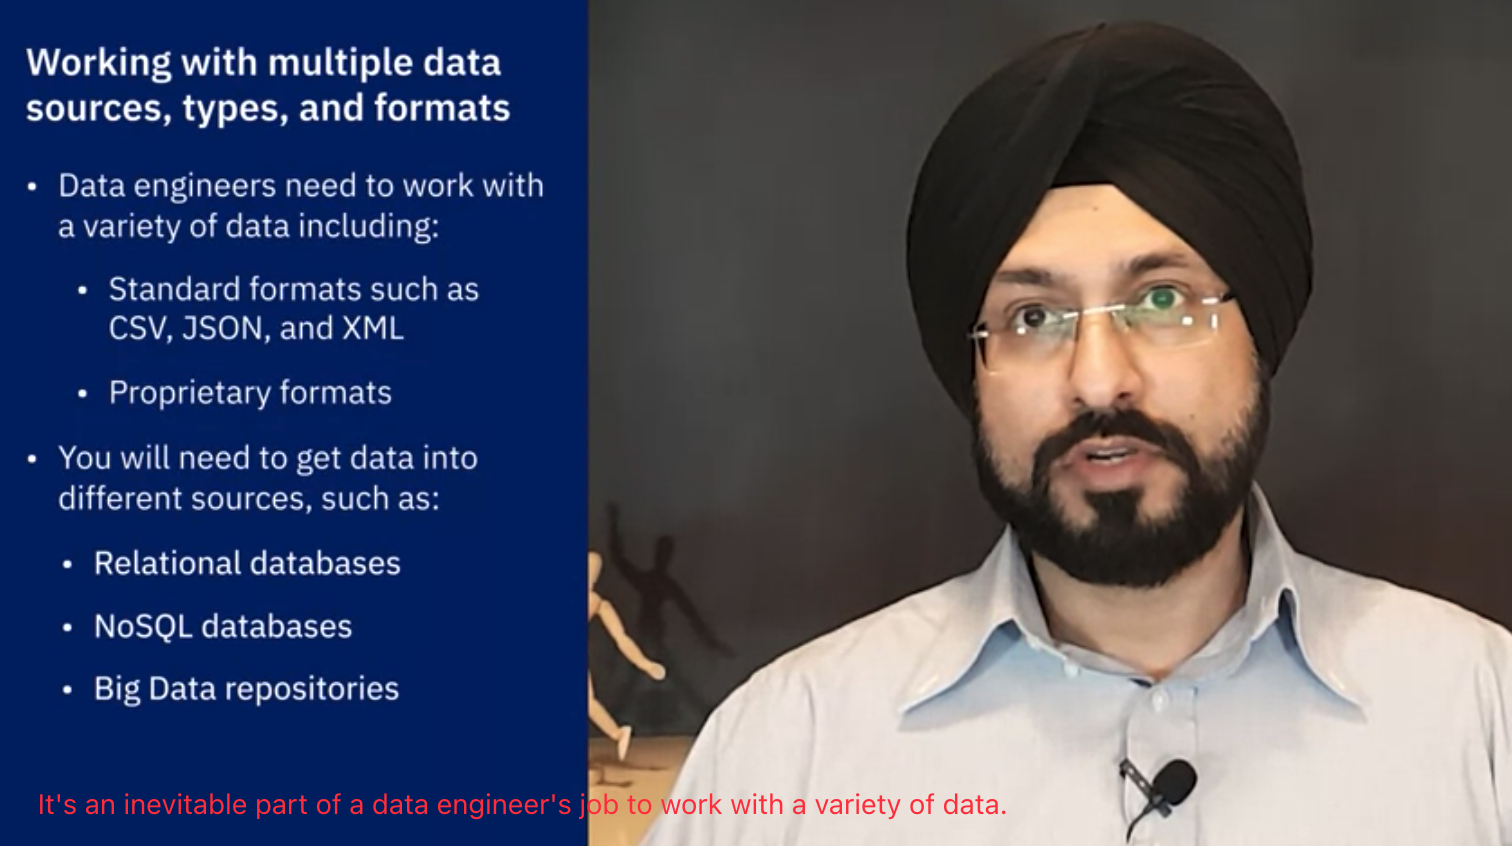 Working with multiple data
sources, types, and formats
• Data engineers need to work with
a variety of data including:
• Standard formats such as
CSV, JSON, and XML
• Proprietary formats
• You will need to get data into
different sources, such as:
• Relational databases
• NoSQL databases
• Big Data repositories
It's an inevitable part of a data engineer's job to work with a variety of data.